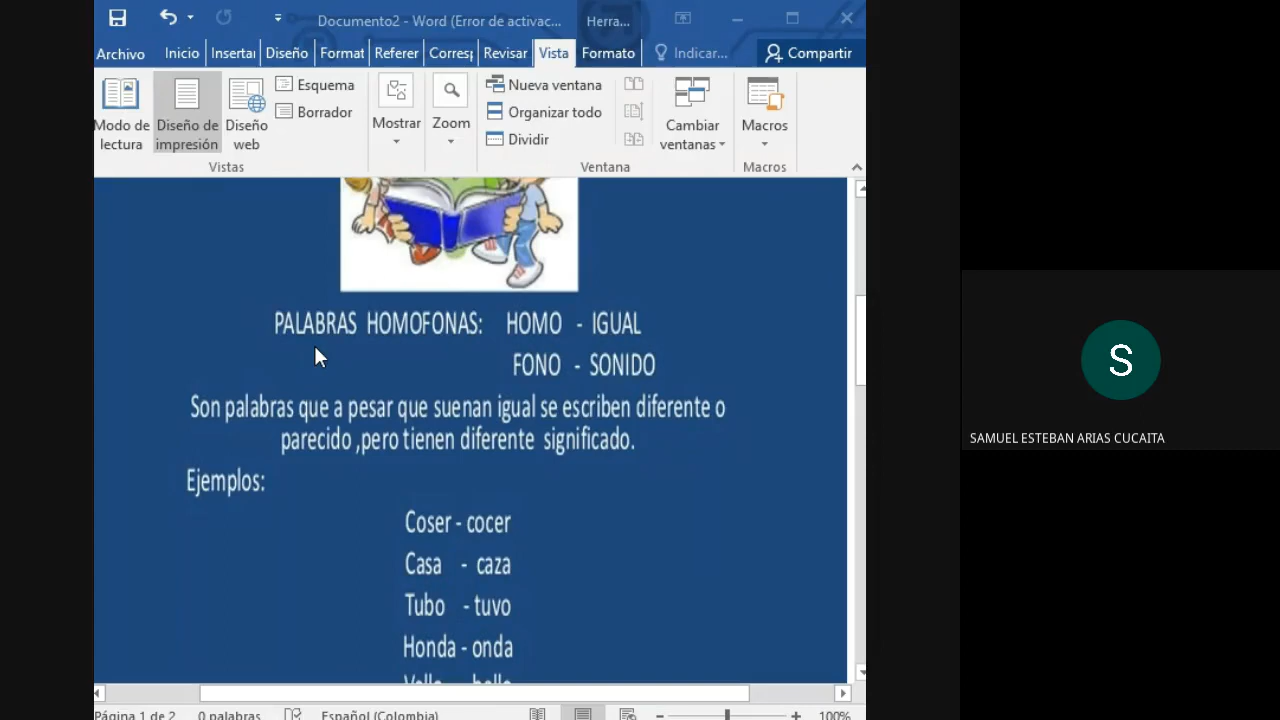 Documento2 - Word (Error de activac...
Herra...
Archivo Inicio Insertar Diseño Format Referer Corresp Revisar Vista Formato Indicar... Compartir
Modo de lectura
Diseño de impresión
Diseño web
Esquema
Borrador
Mostrar
Zoom
Nueva ventana
Organizar todo
Dividir
Cambiar ventanas
Macros
Vistas
Ventana
Macros
PALABRAS HOMOFONAS: HOMO - IGUAL
FONO - SONIDO
Son palabras que a pesar que suenan igual se escriben diferente o
parecido ,pero tienen diferente significado.
Ejemplos:
Coser - cocer
Casa - caza
Tubo - tuvo
Honda - onda
Página 1 de 2 0 palabras Español (Colombia) 100%
S
SAMUEL ESTEBAN ARIAS CUCAITA